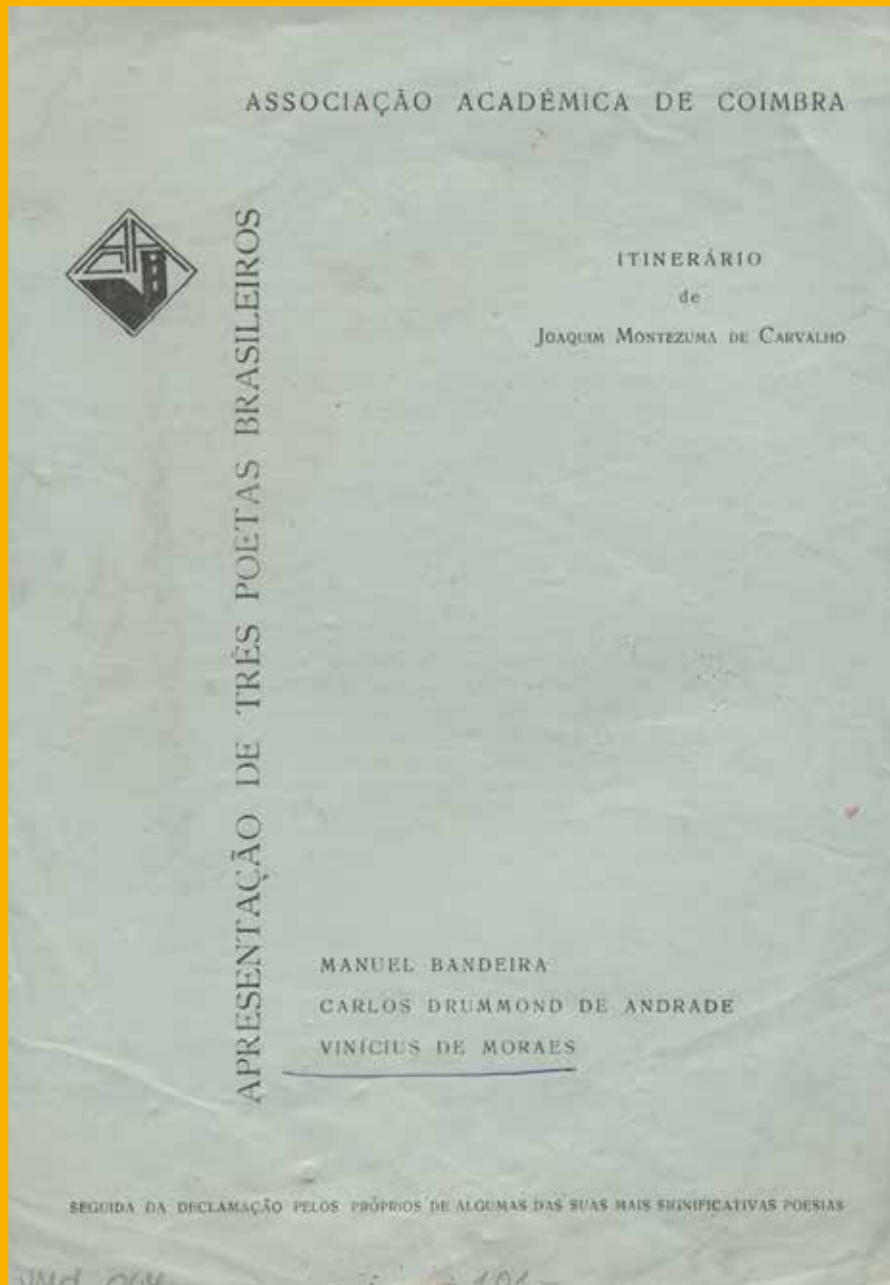 ASSOCIAÇÃO ACADÉMICA DE COIMBRA
ITINERÁRIO
de
JOAQUIM MONTEZUMA DE CARVALHO
APRESENTAÇÃO DE TRÊS POETAS BRASILEIROS
MANUEL BANDEIRA
CARLOS DRUMMOND DE ANDRADE
VINÍCIUS DE MORAES
SEGUIDA DA DECLAMAÇÃO PELOS PRÓPRIOS DE ALGUMAS DAS SUAS MAIS SIGNIFICATIVAS POESIAS